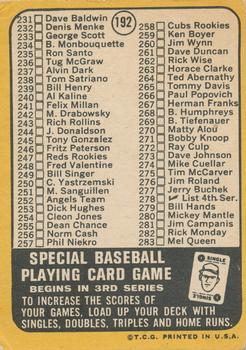 192
231 Dave Baldwin
232 Denis Menke
233 George Scott
234 B. Monbouquette
235 Ron Santo
236 Tug McGraw
237 Alvin Dark
238 Tom Satriano
239 Bill Henry
240 Al Kaline
241 Felix Millan
242 M. Drabowsky
243 Rich Rollins
244 J. Donaldson
245 Tony Gonzalez
246 Fritz Peterson
247 Reds Rookies
248 Fred Valentine
249 Bill Singer
250 C. Yastrzemski
251 M. Sanguillen
252 Angels Team
253 Dick Hughes
254 Cleon Jones
255 Dean Chance
256 Norm Cash
257 Phil Niekro
258 Cubs Rookies
259 Ken Boyer
260 Jim Wynn
261 Dave Duncan
262 Rick Wise
263 Horace Clarke
264 Ted Abernathy
265 Tommy Davis
266 Paul Popovich
267 Herman Franks
268 B. Humphreys
269 B. Tiefenauer
270 Matty Alou
271 Bobby Knoop
272 Ray Culp
273 Dave Johnson
274 Mike Cuellar
275 Tim McCarver
276 Jim Roland
277 Jerry Buchek
278 List 4th Ser.
279 Bill Hands
280 Mickey Mantle
281 Jim Campanis
282 Rick Monday
283 Mel Queen
SPECIAL BASEBALL
PLAYING CARD GAME
BEGINS IN 3RD SERIES
TO INCREASE THE SCORES OF
YOUR GAMES, LOAD UP YOUR DECK WITH
SINGLES, DOUBLES, TRIPLES AND HOME RUNS.
SINGLE
SINGLE
© T.C.G. PRINTED IN U.S.A.